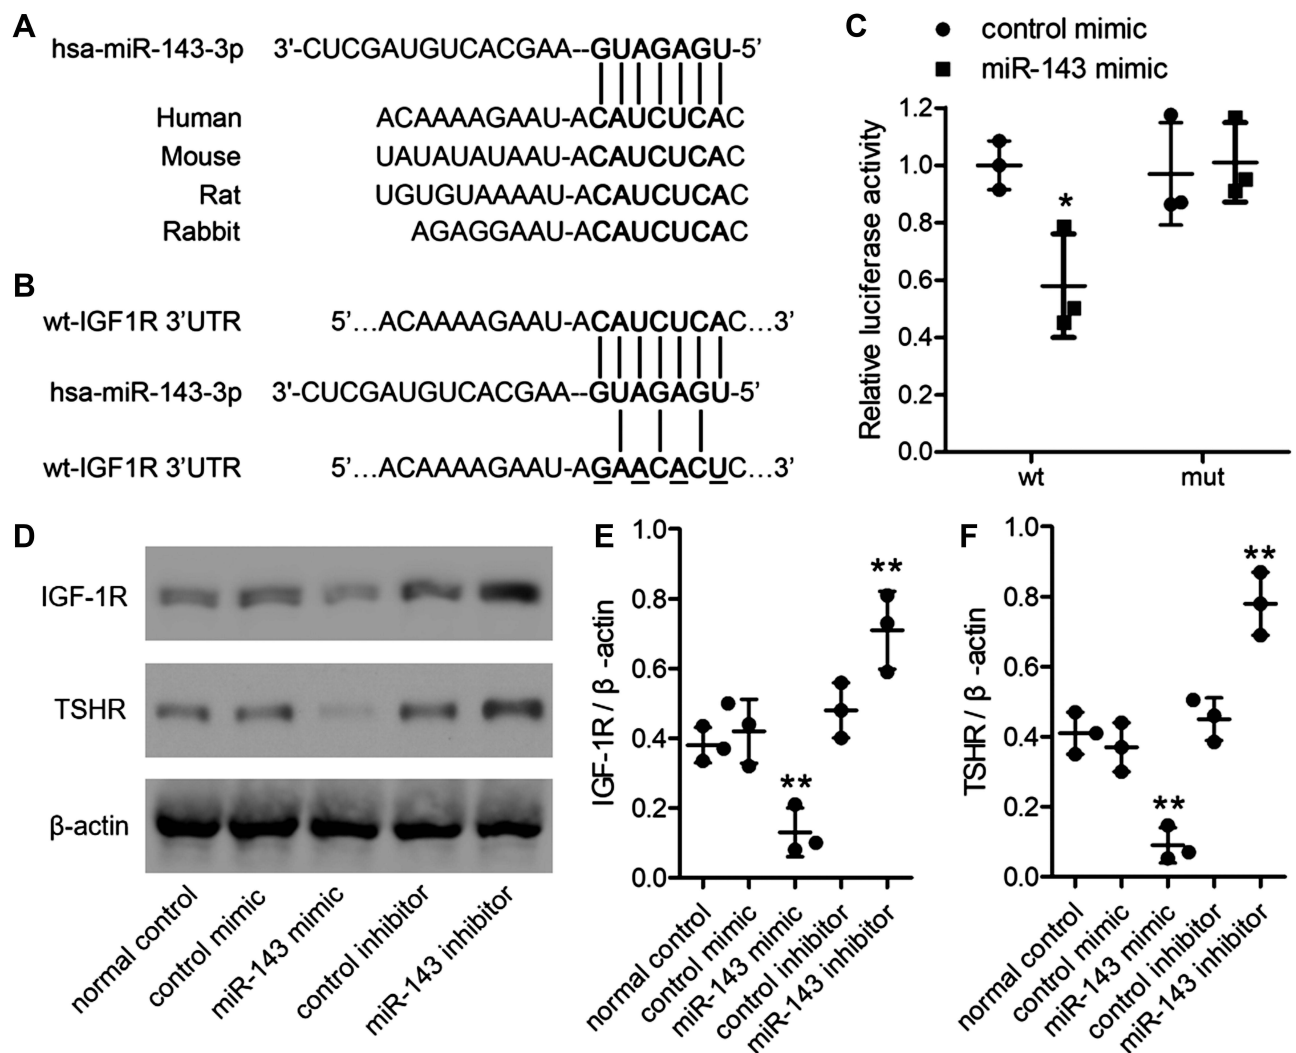 A
hsa-miR-143-3p 3'-CUCGAUGUCACGAA--GUAGAGU-5’
Human ACAAAAGAAU-ACAUCUCAC
Mouse UAUAUAUAAU-ACAUCUCAC
Rat UGUGUAAAAU-ACAUCUCAC
Rabbit AGAGGAAU-ACAUCUCAC
B
wt-IGF1R 3’UTR 5’...ACAAAAGAAU-ACAUCUCAC...3’
hsa-miR-143-3p 3'-CUCGAUGUCACGAA--GUAGAGU-5’
wt-IGF1R 3’UTR 5’...ACAAAAGAAU-AGAACACUC...3’
C
control mimic
miR-143 mimic
Relative luciferase activity
1.2
1.0
0.8
0.6
0.4
0.2
0.0
*
wt
mut
D
IGF-1R
TSHR
β-actin
normal control
control mimic
miR-143 mimic
control inhibitor
miR-143 inhibitor
E
IGF-1R / β -actin
1.0
0.8
0.6
0.4
0.2
0.0
**
**
normal control
control mimic
miR-143 mimic
control inhibitor
miR-143 inhibitor
F
TSHR / β -actin
1.0
0.8
0.6
0.4
0.2
0.0
**
**
normal control
control mimic
miR-143 mimic
control inhibitor
miR-143 inhibitor